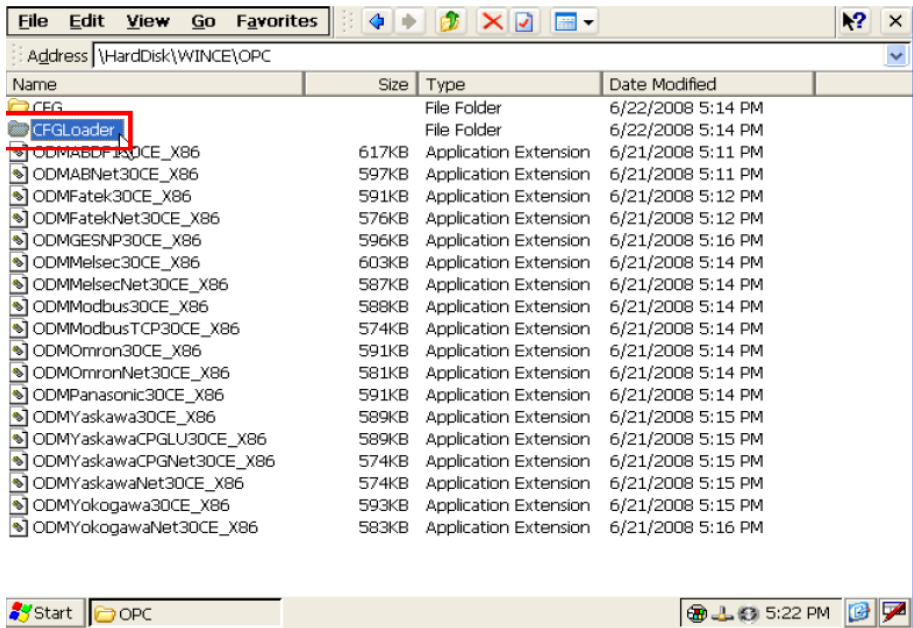 File Edit View Go Favorites
Address \HardDisk\WINCE\OPC
Name Size Type Date Modified
CFG File Folder 6/22/2008 5:14 PM
CFGLoader File Folder 6/22/2008 5:14 PM
617KB Application Extension 6/21/2008 5:11 PM
ODMABNet30CE_X86 597KB Application Extension 6/21/2008 5:11 PM
ODMFatek30CE_X86 591KB Application Extension 6/21/2008 5:12 PM
ODMFatekNet30CE_X86 576KB Application Extension 6/21/2008 5:12 PM
ODMGESNP30CE_X86 596KB Application Extension 6/21/2008 5:16 PM
ODMMelsec30CE_X86 603KB Application Extension 6/21/2008 5:14 PM
ODMMelsecNet30CE_X86 587KB Application Extension 6/21/2008 5:14 PM
ODMModbus30CE_X86 588KB Application Extension 6/21/2008 5:14 PM
ODMModbusTCP30CE_X86 574KB Application Extension 6/21/2008 5:14 PM
ODMOmron30CE_X86 591KB Application Extension 6/21/2008 5:14 PM
ODMOmronNet30CE_X86 581KB Application Extension 6/21/2008 5:14 PM
ODMPanasonic30CE_X86 591KB Application Extension 6/21/2008 5:14 PM
ODMYaskawa30CE_X86 589KB Application Extension 6/21/2008 5:15 PM
ODMYaskawaCPGLU30CE_X86 589KB Application Extension 6/21/2008 5:15 PM
ODMYaskawaCPGNet30CE_X86 574KB Application Extension 6/21/2008 5:15 PM
ODMYaskawaNet30CE_X86 574KB Application Extension 6/21/2008 5:15 PM
ODMYokogawa30CE_X86 593KB Application Extension 6/21/2008 5:15 PM
ODMYokogawaNet30CE_X86 583KB Application Extension 6/21/2008 5:16 PM
Start OPC 5:22 PM